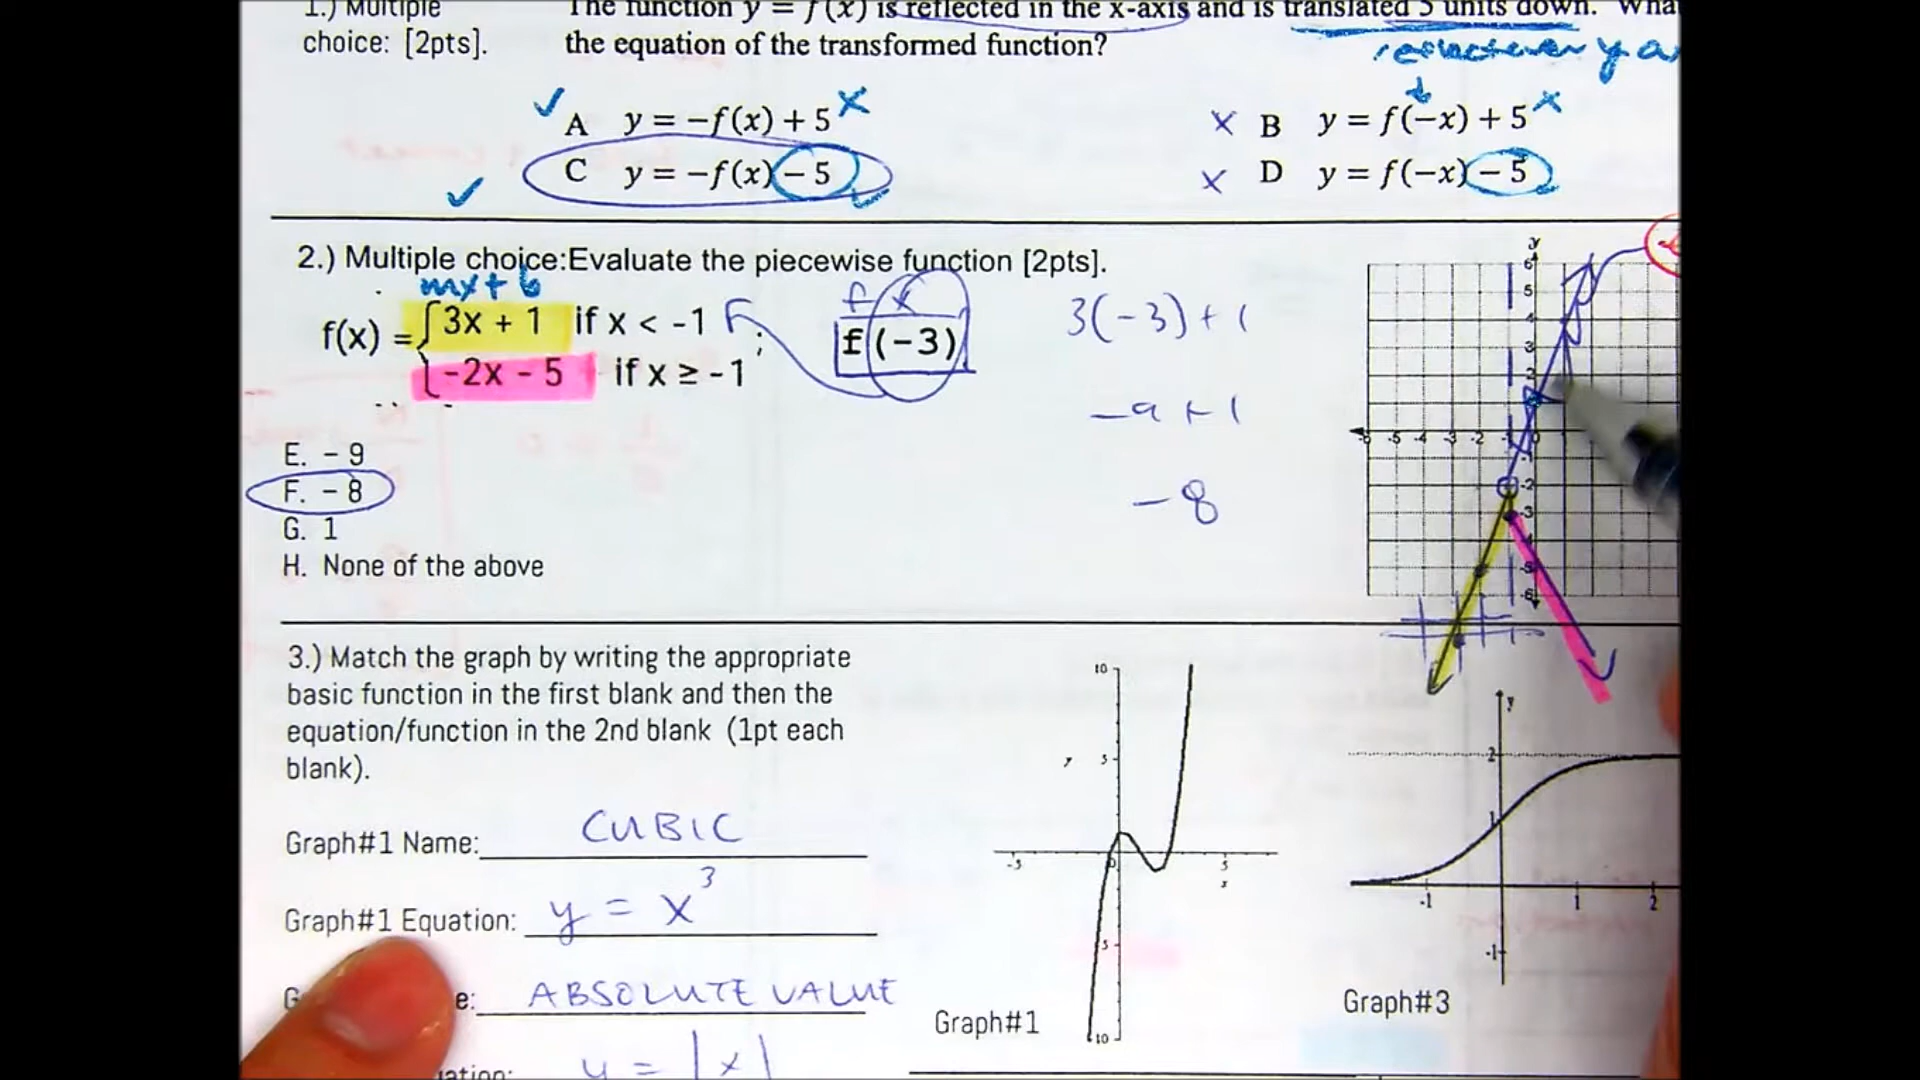 1.) Multiple
choice: [2pts].
The function y = f(x) is reflected in the x-axis and is translated 5 units down.
the equation of the transformed function?
reflect over y a
A y = −f(x) + 5
B y = f(−x) + 5
C y = −f(x) − 5
D y = f(−x) − 5
2.) Multiple choice:Evaluate the piecewise function [2pts].
mx + b
f(x) = { 3x + 1 if x < -1 ; f(-3)
-2x - 5 if x ≥ -1
f x
3(-3)+1
-9 + 1
-8
E. - 9
F. - 8
G. 1
H. None of the above
3.) Match the graph by writing the appropriate
basic function in the first blank and then the
equation/function in the 2nd blank (1pt each
blank).
Graph#1 Name: CUBIC
Graph#1 Equation: y = x³
e: ABSOLUTE VALUE
ation: y = |x|
Graph#1
Graph#3